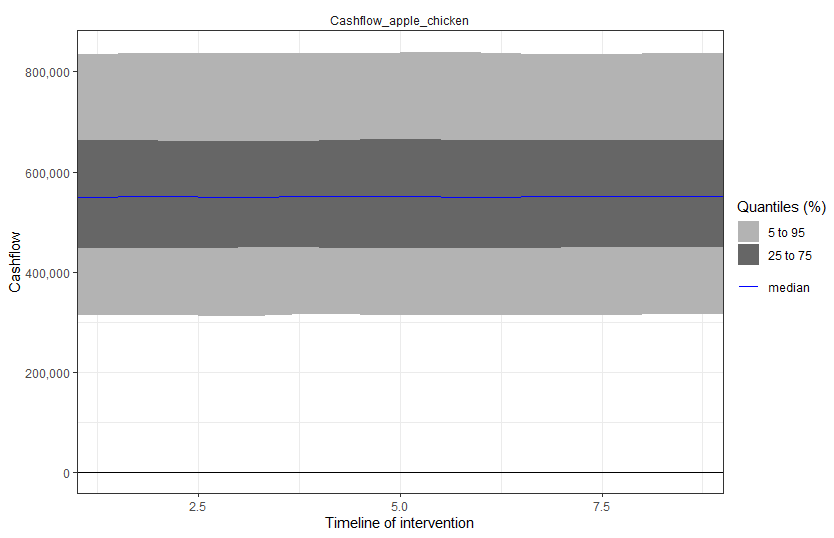 Cashflow_apple_chicken
800,000
600,000
400,000
200,000
0
Cashflow
2.5
5.0
7.5
Timeline of intervention
Quantiles (%)
5 to 95
25 to 75
median